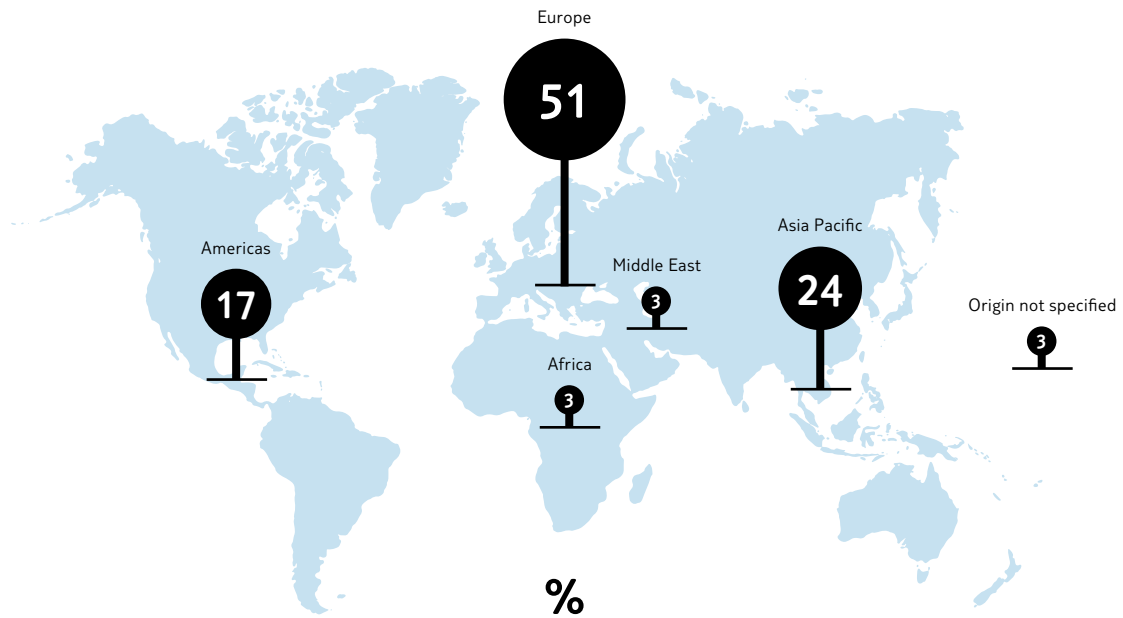 Europe
51
Asia Pacific
24
Americas
17
Middle East
3
Origin not specified
3
Africa
3
%